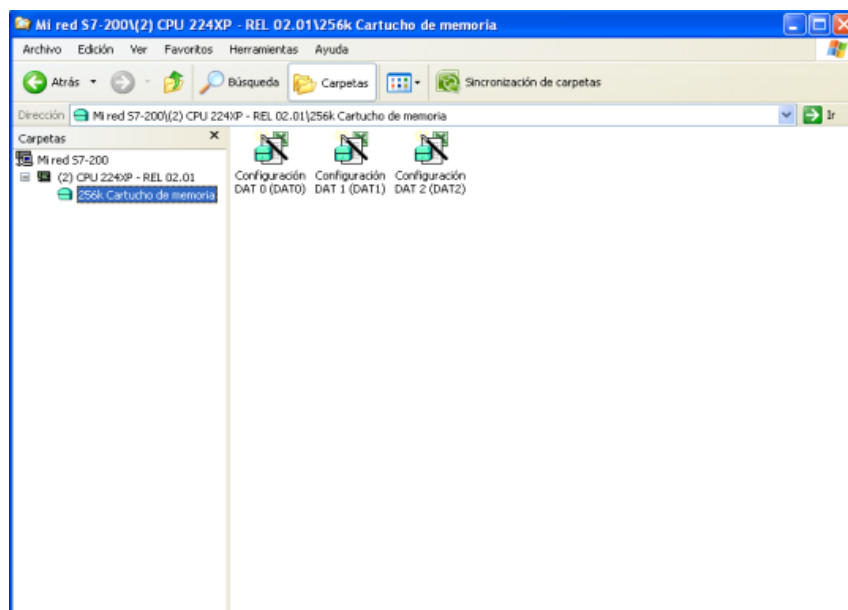 Mi red S7-200\(2) CPU 224XP - REL 02.01\256k Cartucho de memoria
Archivo Edición Ver Favoritos Herramientas Ayuda
Atrás Búsqueda Carpetas Sincronización de carpetas
Dirección Mi red S7-200\(2) CPU 224XP - REL 02.01\256k Cartucho de memoria Ir
Carpetas
Mi red S7-200
(2) CPU 224XP - REL 02.01
256k Cartucho de memoria
Configuración DAT 0 (DAT0)
Configuración DAT 1 (DAT1)
Configuración DAT 2 (DAT2)